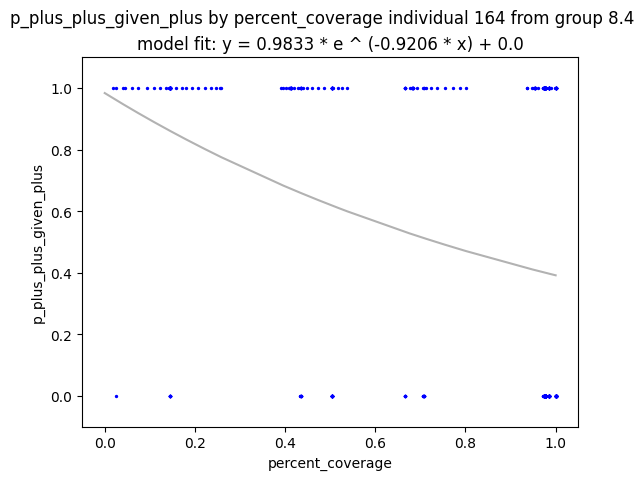 p_plus_plus_given_plus by percent_coverage individual 164 from group 8.4
model fit: y = 0.9833 * e ^ (-0.9206 * x) + 0.0
1.0
0.8
0.6
0.4
0.2
0.0
p_plus_plus_given_plus
0.0 0.2 0.4 0.6 0.8 1.0
percent_coverage